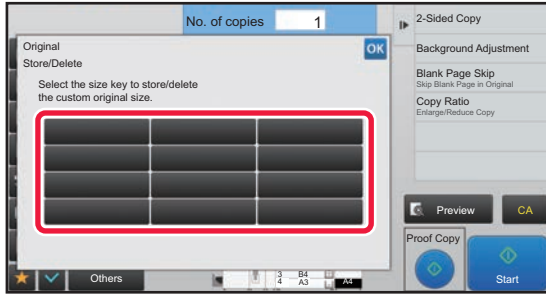 No. of copies 1
Original
Store/Delete
OK
Select the size key to store/delete
the custom original size.
2-Sided Copy
Background Adjustment
Blank Page Skip
Skip Blank Page in Original
Copy Ratio
Enlarge/Reduce Copy
Preview
CA
Proof Copy
Start
Others
3 B4
4 A3
A4